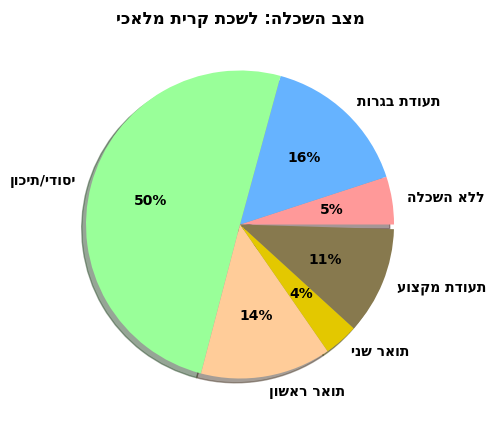 מצב השכלה: לשכת קרית מלאכי
תעודת בגרות
16%
ללא השכלה
5%
יסודי/תיכון
50%
תעודת מקצוע
11%
תואר שני
4%
תואר ראשון
14%